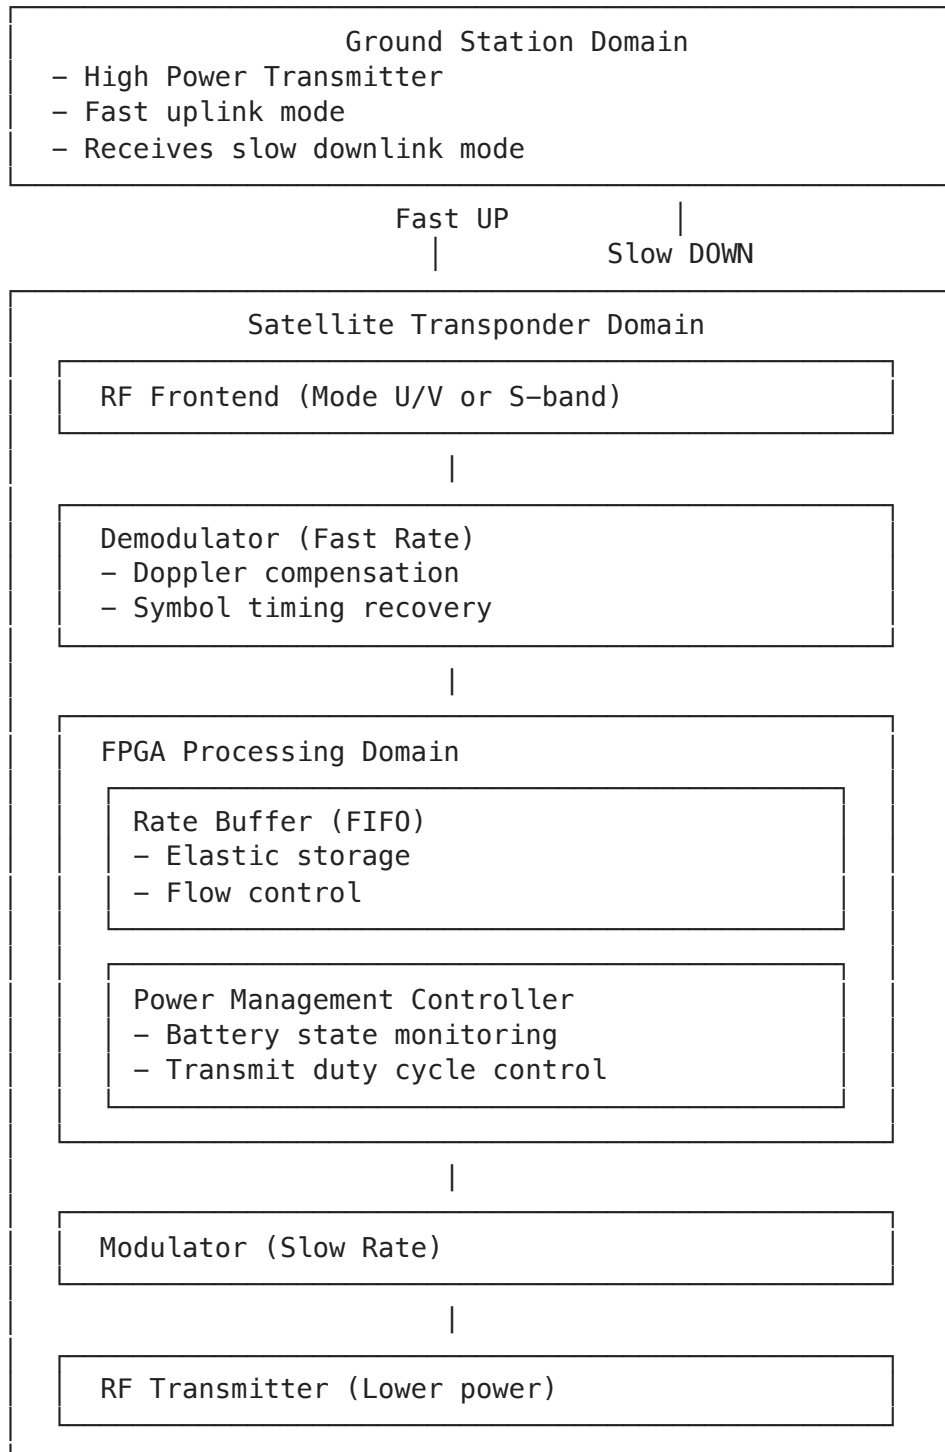 Ground Station Domain
– High Power Transmitter
– Fast uplink mode
– Receives slow downlink mode
Fast UP
Slow DOWN
Satellite Transponder Domain
RF Frontend (Mode U/V or S–band)
Demodulator (Fast Rate)
– Doppler compensation
– Symbol timing recovery
FPGA Processing Domain
Rate Buffer (FIFO)
– Elastic storage
– Flow control
Power Management Controller
– Battery state monitoring
– Transmit duty cycle control
Modulator (Slow Rate)
RF Transmitter (Lower power)